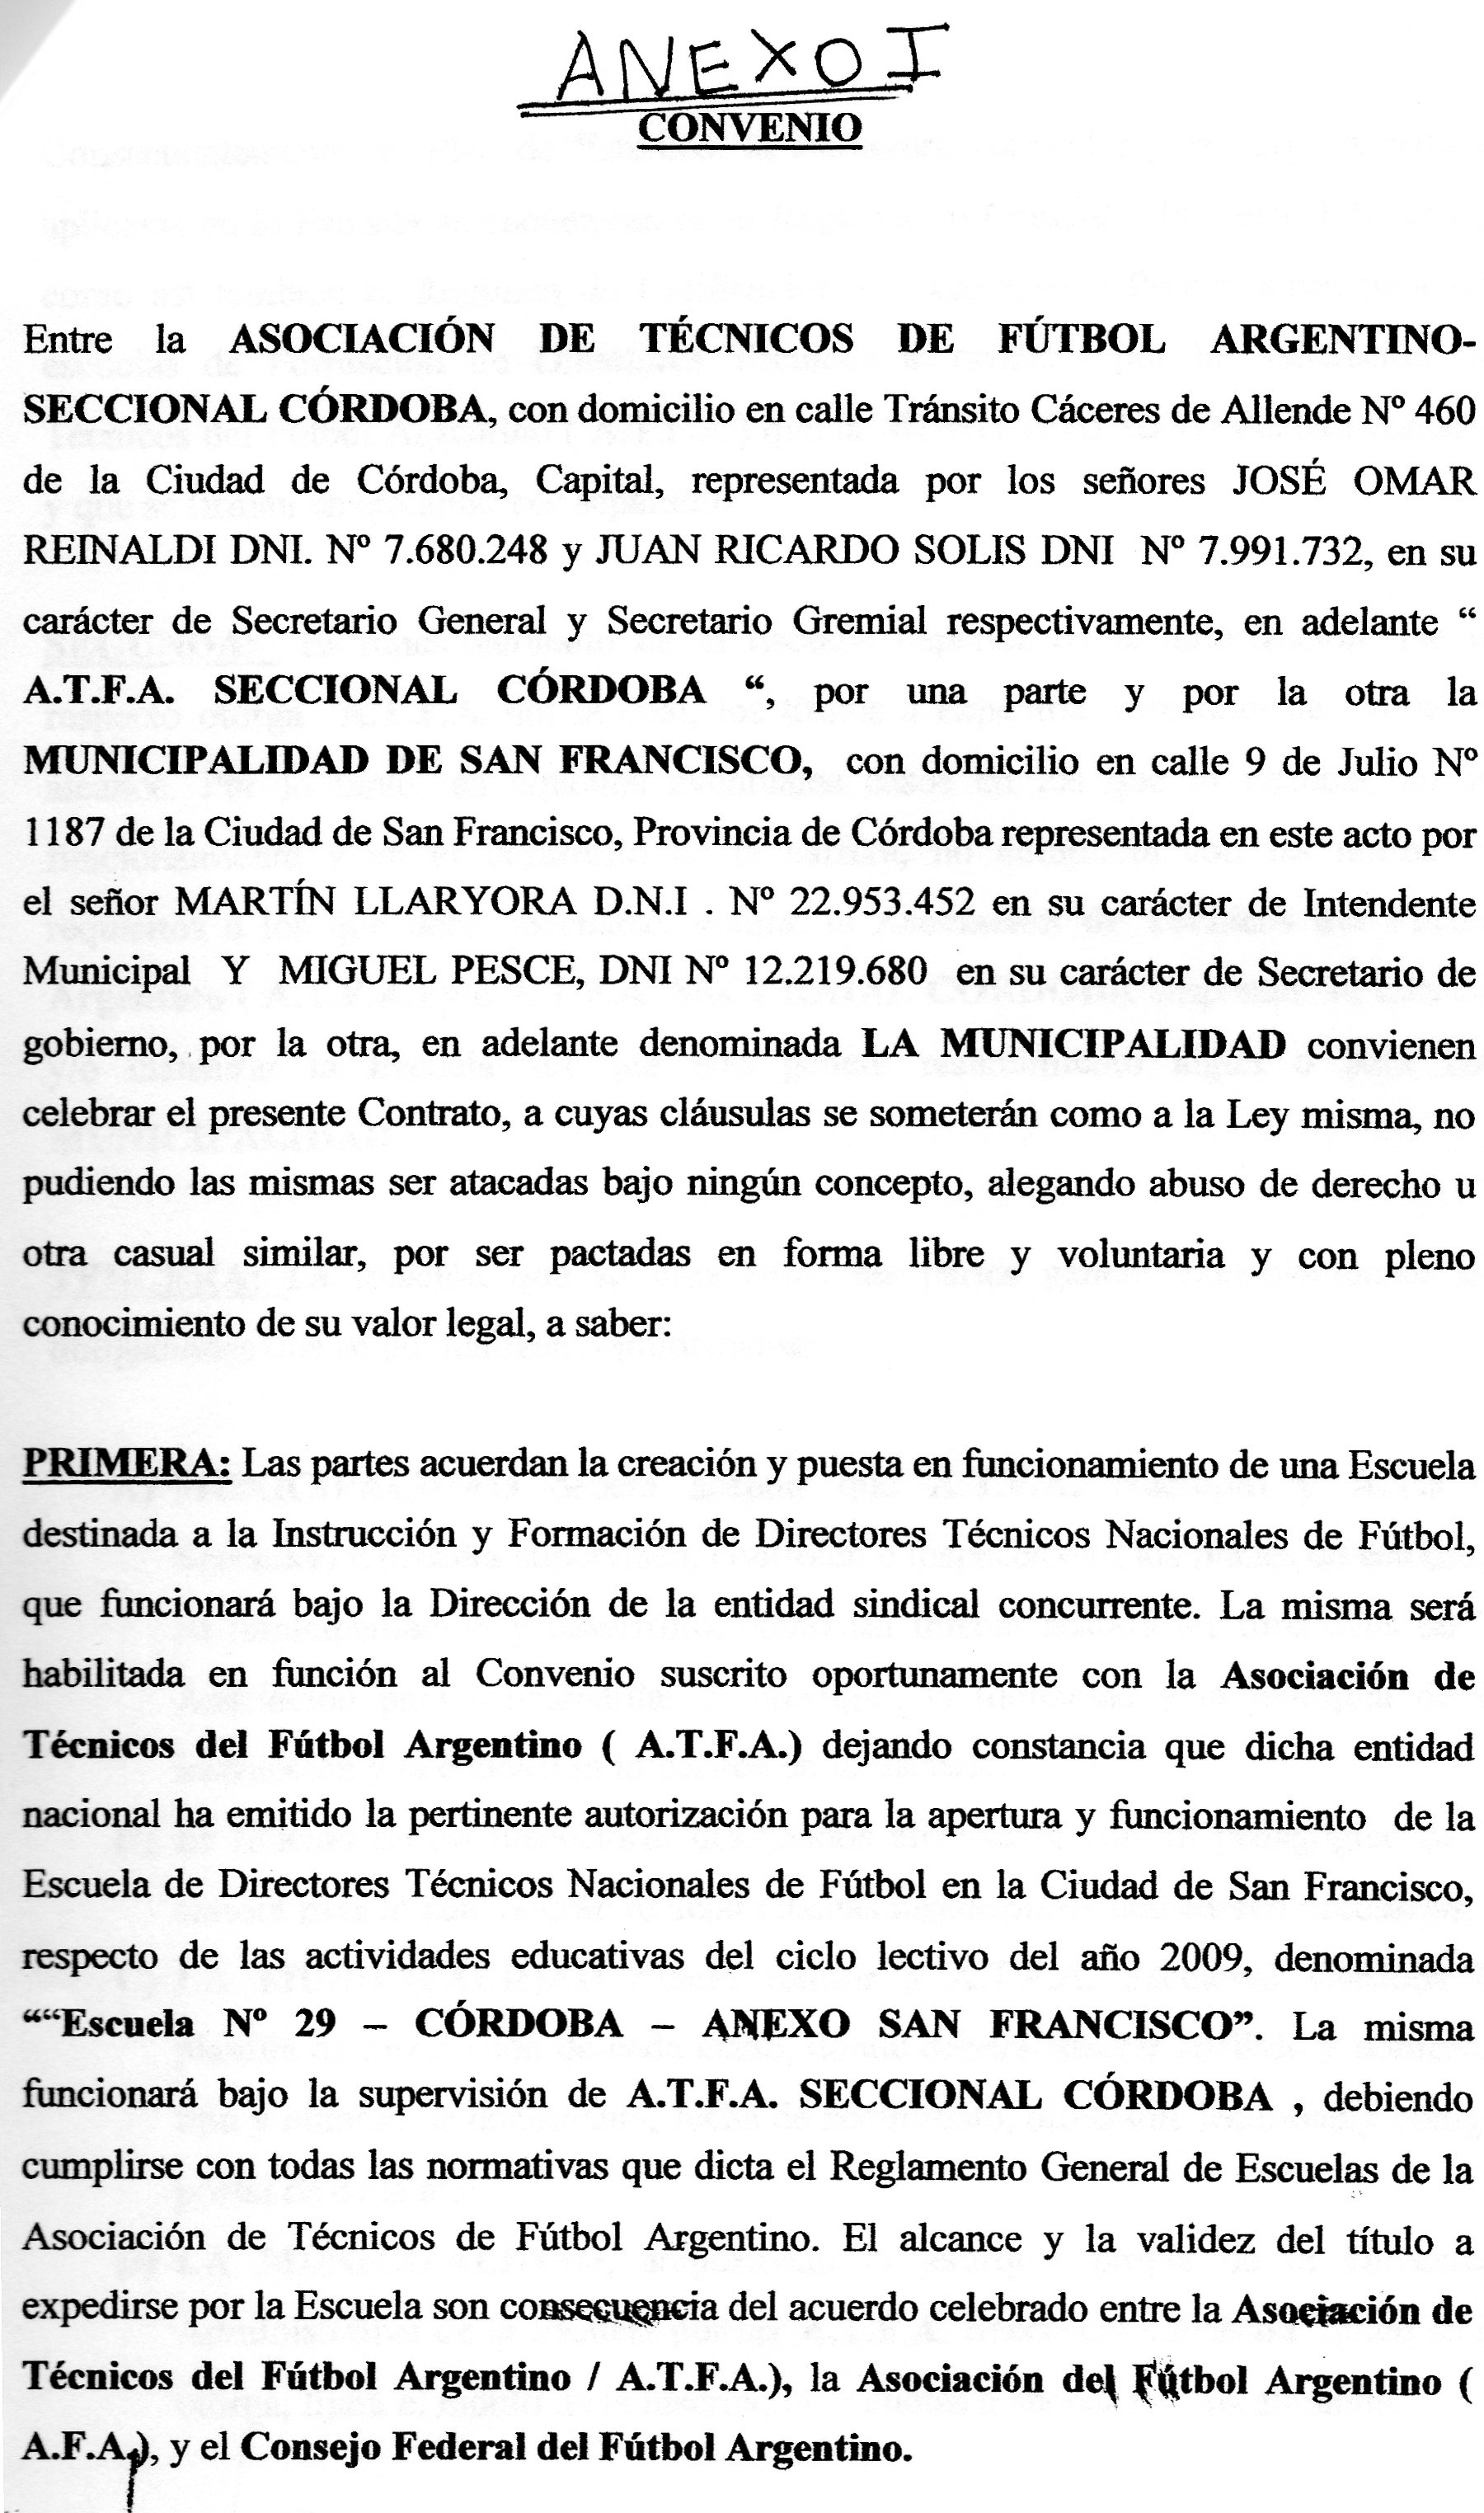 ANEXO I
CONVENIO
Entre la ASOCIACIÓN DE TÉCNICOS DE FÚTBOL ARGENTINO-
SECCIONAL CÓRDOBA, con domicilio en calle Tránsito Cáceres de Allende Nº 460
de la Ciudad de Córdoba, Capital, representada por los señores JOSÉ OMAR
REINALDI DNI. Nº 7.680.248 y JUAN RICARDO SOLIS DNI Nº 7.991.732, en su
carácter de Secretario General y Secretario Gremial respectivamente, en adelante “
A.T.F.A. SECCIONAL CÓRDOBA “, por una parte y por la otra la
MUNICIPALIDAD DE SAN FRANCISCO, con domicilio en calle 9 de Julio Nº
1187 de la Ciudad de San Francisco, Provincia de Córdoba representada en este acto por
el señor MARTÍN LLARYORA D.N.I . Nº 22.953.452 en su carácter de Intendente
Municipal Y MIGUEL PESCE, DNI Nº 12.219.680 en su carácter de Secretario de
gobierno, por la otra, en adelante denominada LA MUNICIPALIDAD convienen
celebrar el presente Contrato, a cuyas cláusulas se someterán como a la Ley misma, no
pudiendo las mismas ser atacadas bajo ningún concepto, alegando abuso de derecho u
otra casual similar, por ser pactadas en forma libre y voluntaria y con pleno
conocimiento de su valor legal, a saber:
PRIMERA: Las partes acuerdan la creación y puesta en funcionamiento de una Escuela
destinada a la Instrucción y Formación de Directores Técnicos Nacionales de Fútbol,
que funcionará bajo la Dirección de la entidad sindical concurrente. La misma será
habilitada en función al Convenio suscrito oportunamente con la Asociación de
Técnicos del Fútbol Argentino ( A.T.F.A.) dejando constancia que dicha entidad
nacional ha emitido la pertinente autorización para la apertura y funcionamiento de la
Escuela de Directores Técnicos Nacionales de Fútbol en la Ciudad de San Francisco,
respecto de las actividades educativas del ciclo lectivo del año 2009, denominada
““Escuela Nº 29 – CÓRDOBA – ANEXO SAN FRANCISCO”. La misma
funcionará bajo la supervisión de A.T.F.A. SECCIONAL CÓRDOBA , debiendo
cumplirse con todas las normativas que dicta el Reglamento General de Escuelas de la
Asociación de Técnicos de Fútbol Argentino. El alcance y la validez del título a
expedirse por la Escuela son consecuencia del acuerdo celebrado entre la Asociación de
Técnicos del Fútbol Argentino / A.T.F.A.), la Asociación del Fútbol Argentino (
A.F.A.), y el Consejo Federal del Fútbol Argentino.